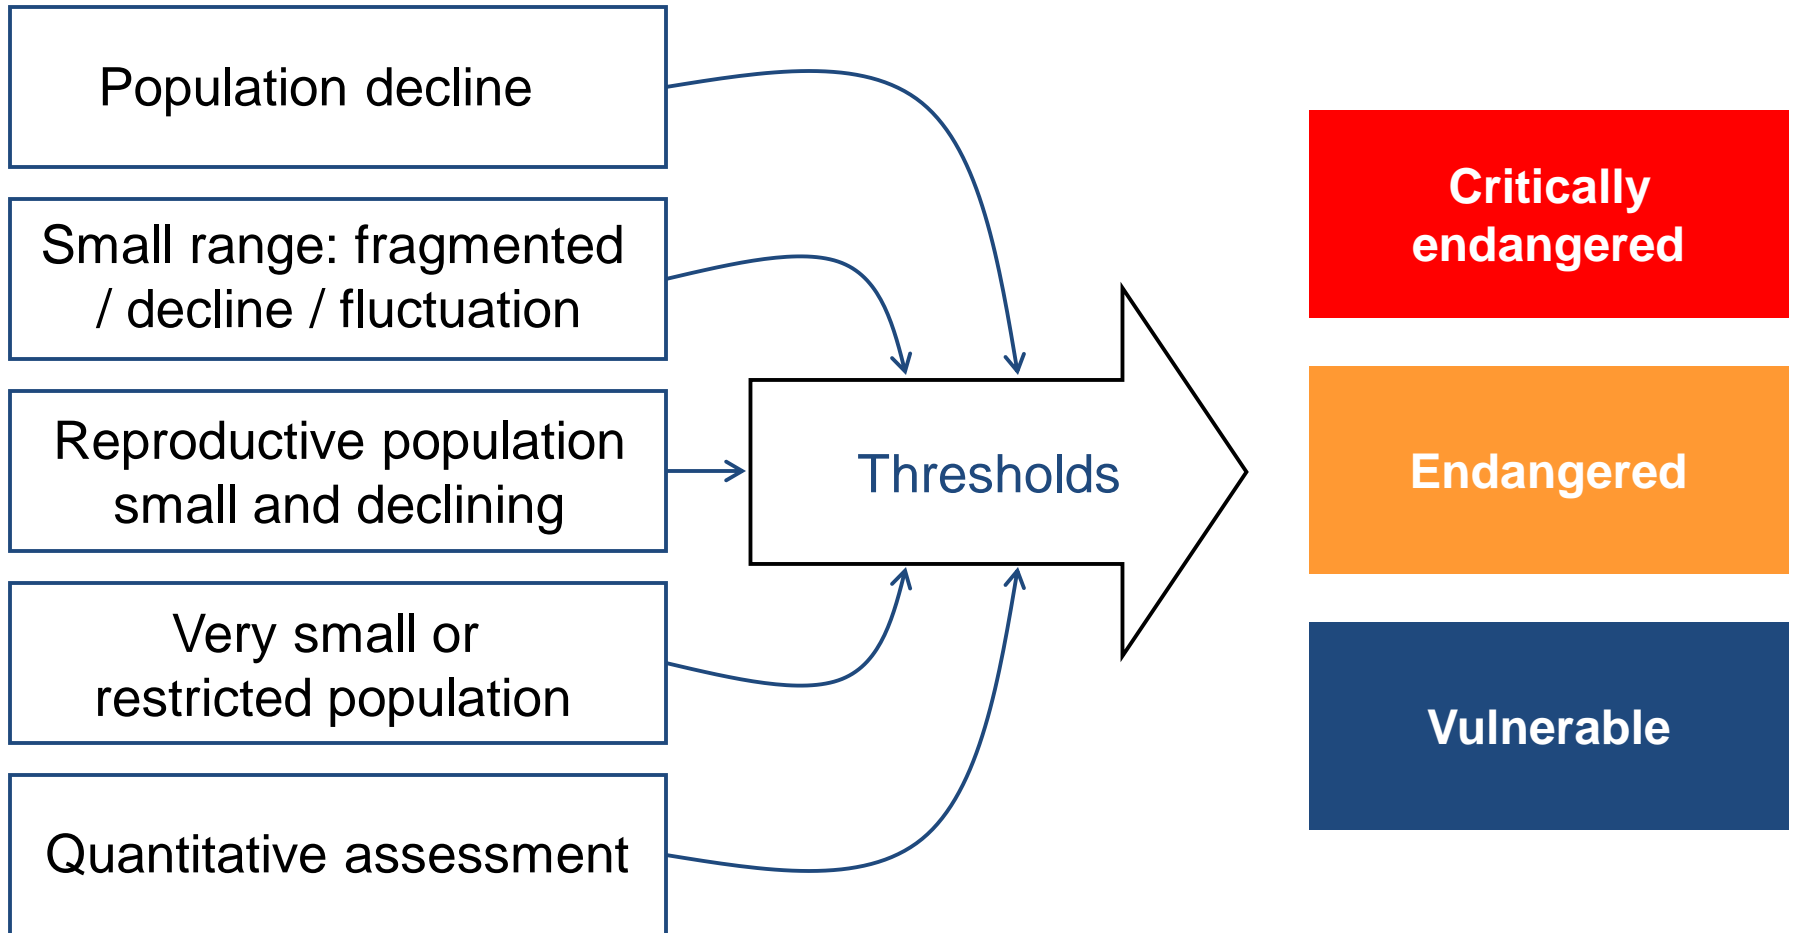 Population decline
Small range: fragmented
/ decline / fluctuation
Reproductive population
small and declining
Very small or
restricted population
Quantitative assessment
Thresholds
Critically
endangered
Endangered
Vulnerable